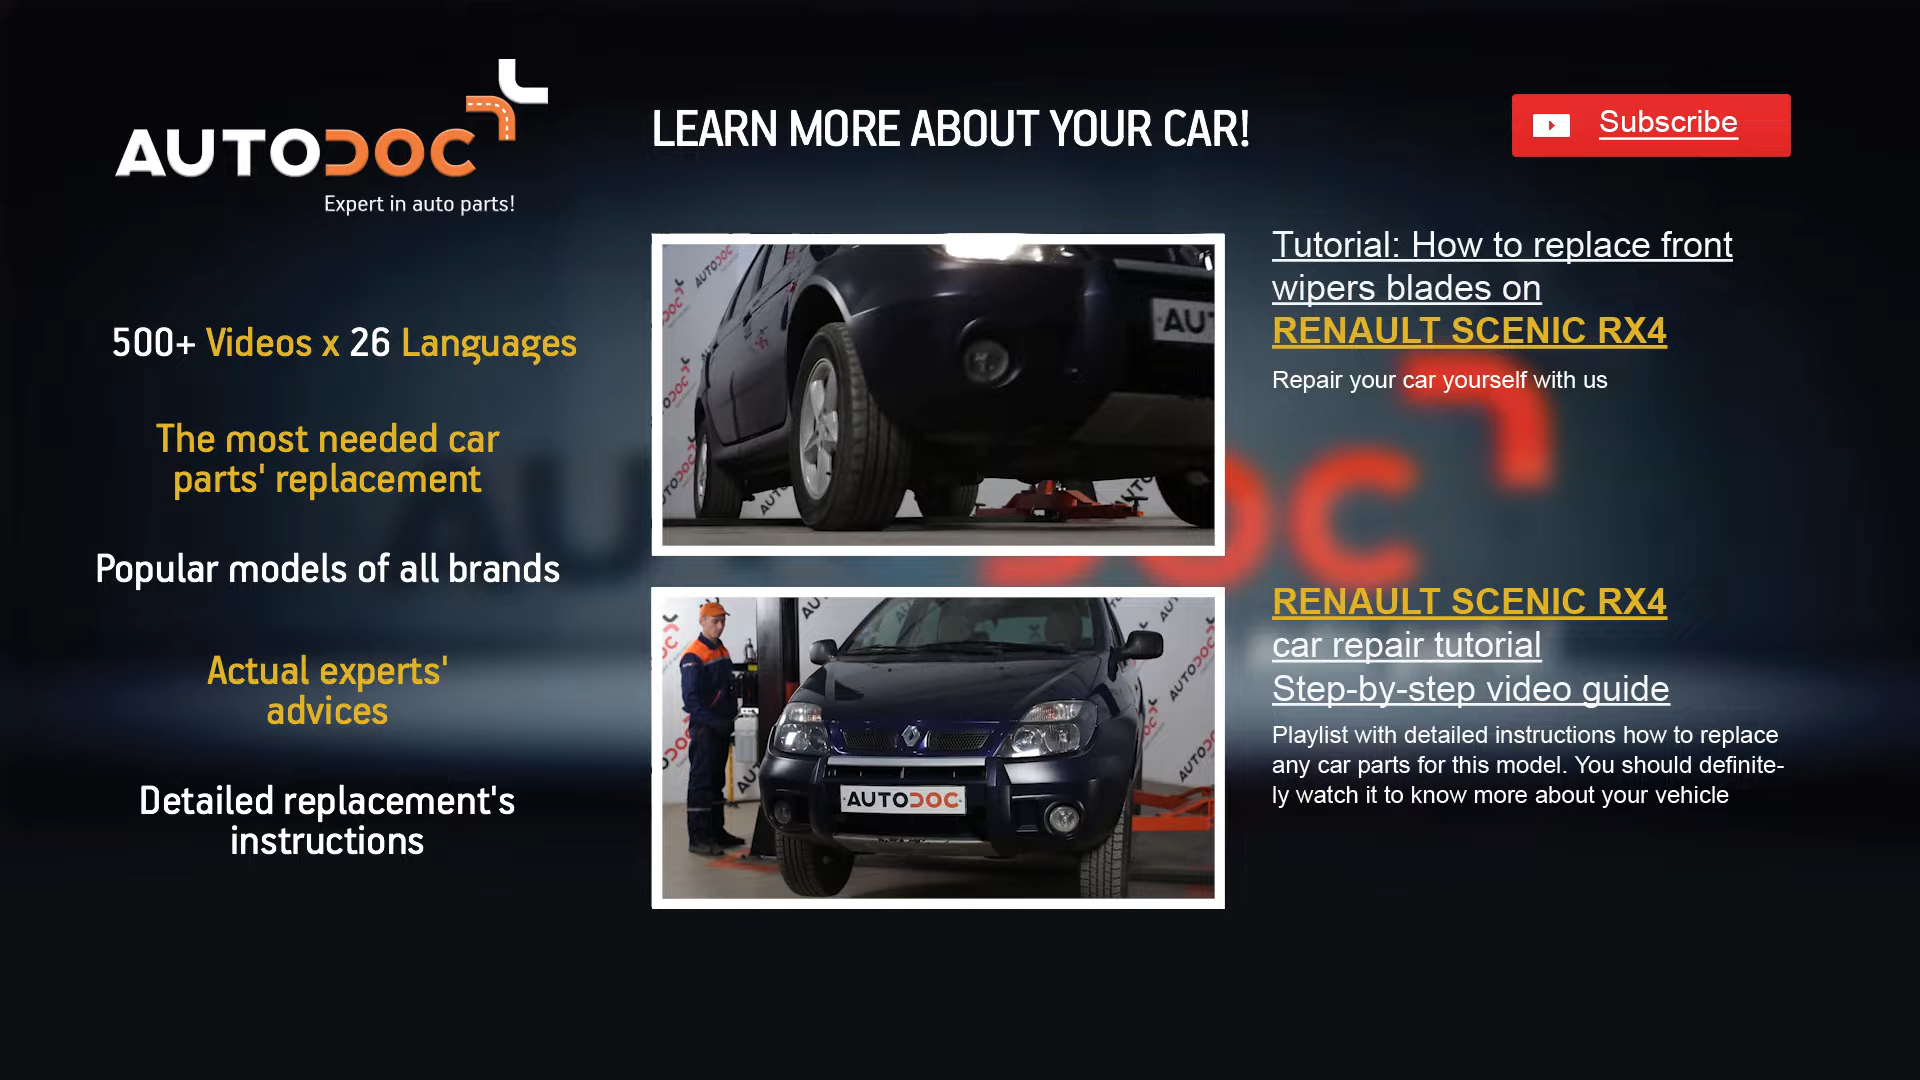 AUTODOC
Expert in auto parts!
LEARN MORE ABOUT YOUR CAR!
Subscribe
500+ Videos x 26 Languages
The most needed car
parts' replacement
Popular models of all brands
Actual experts'
advices
Detailed replacement's
instructions
Tutorial: How to replace front
wipers blades on
RENAULT SCENIC RX4
Repair your car yourself with us
RENAULT SCENIC RX4
car repair tutorial
Step-by-step video guide
Playlist with detailed instructions how to replace
any car parts for this model. You should definite-
ly watch it to know more about your vehicle
AUTODOC